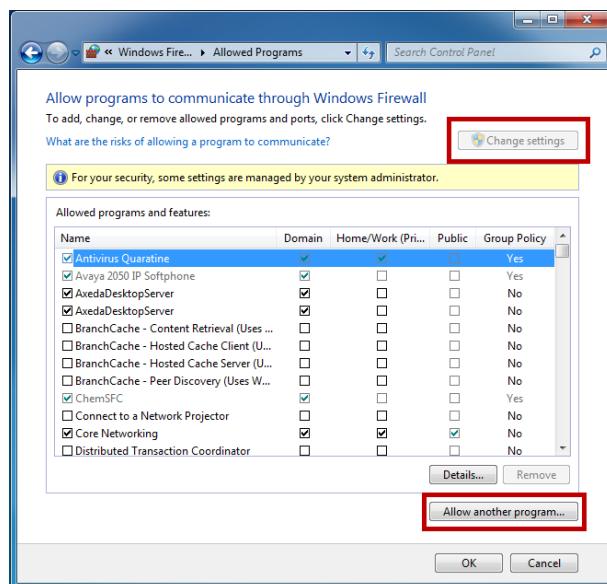 « Windows Fire... ▸ Allowed Programs Search Control Panel
Allow programs to communicate through Windows Firewall
To add, change, or remove allowed programs and ports, click Change settings.
What are the risks of allowing a program to communicate? Change settings
For your security, some settings are managed by your system administrator.
Allowed programs and features:
Name Domain Home/Work (Pri... Public Group Policy
Antivirus Quaratine Yes
Avaya 2050 IP Softphone Yes
AxedaDesktopServer No
AxedaDesktopServer No
BranchCache - Content Retrieval (Uses ... No
BranchCache - Hosted Cache Client (U... No
BranchCache - Hosted Cache Server (U... No
BranchCache - Peer Discovery (Uses W... No
ChemSFC Yes
Connect to a Network Projector No
Core Networking No
Distributed Transaction Coordinator No
Details... Remove
Allow another program...
OK Cancel